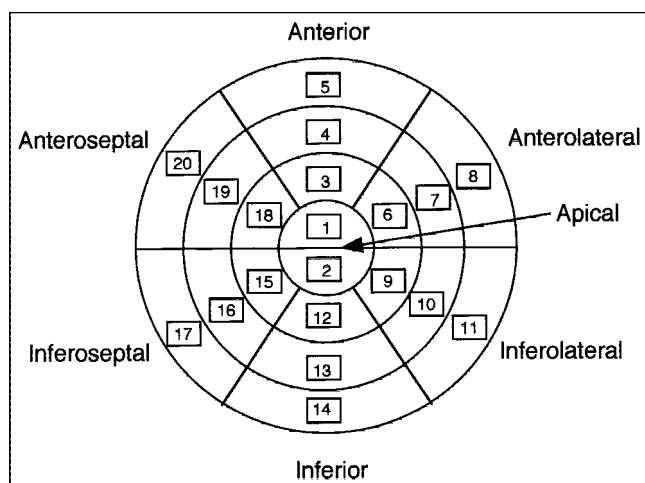 Anterior
5
Anteroseptal
Anterolateral
4
20
8
19
7
3
18
6
1
Apical
2
15
9
16
10
12
17
11
Inferoseptal
Inferolateral
13
14
Inferior